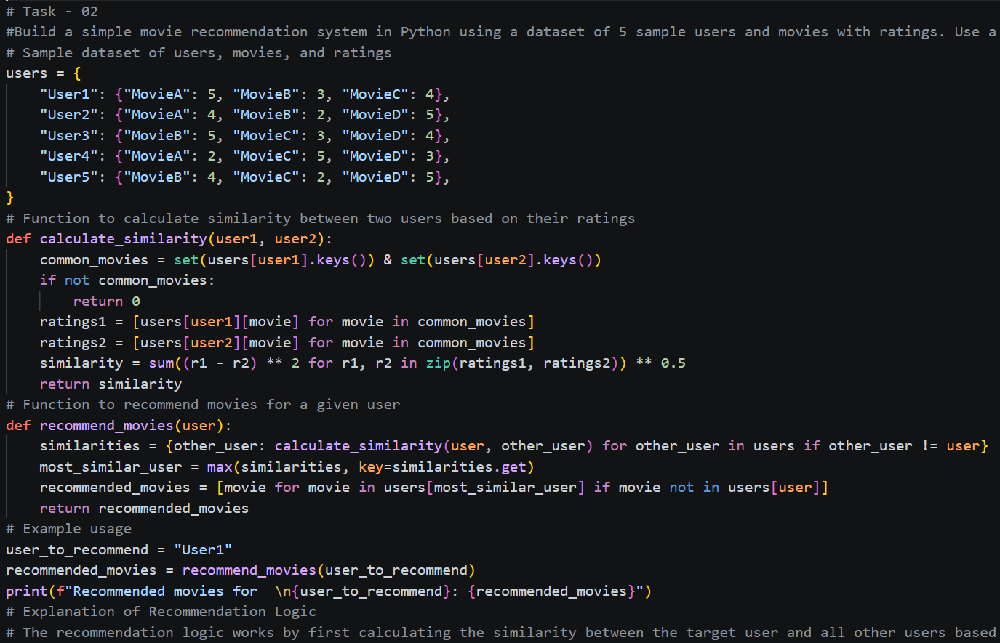 # Task - 02
#Build a simple movie recommendation system in Python using a dataset of 5 sample users and movies with ratings. Use a
# Sample dataset of users, movies, and ratings
users = {
    "User1": {"MovieA": 5, "MovieB": 3, "MovieC": 4},
    "User2": {"MovieA": 4, "MovieB": 2, "MovieD": 5},
    "User3": {"MovieB": 5, "MovieC": 3, "MovieD": 4},
    "User4": {"MovieA": 2, "MovieC": 5, "MovieD": 3},
    "User5": {"MovieB": 4, "MovieC": 2, "MovieD": 5},
}
# Function to calculate similarity between two users based on their ratings
def calculate_similarity(user1, user2):
    common_movies = set(users[user1].keys()) & set(users[user2].keys())
    if not common_movies:
        return 0
    ratings1 = [users[user1][movie] for movie in common_movies]
    ratings2 = [users[user2][movie] for movie in common_movies]
    similarity = sum((r1 - r2) ** 2 for r1, r2 in zip(ratings1, ratings2)) ** 0.5
    return similarity
# Function to recommend movies for a given user
def recommend_movies(user):
    similarities = {other_user: calculate_similarity(user, other_user) for other_user in users if other_user != user}
    most_similar_user = max(similarities, key=similarities.get)
    recommended_movies = [movie for movie in users[most_similar_user] if movie not in users[user]]
    return recommended_movies
# Example usage
user_to_recommend = "User1"
recommended_movies = recommend_movies(user_to_recommend)
print(f"Recommended movies for  \n{user_to_recommend}: {recommended_movies}")
# Explanation of Recommendation Logic
# The recommendation logic works by first calculating the similarity between the target user and all other users based